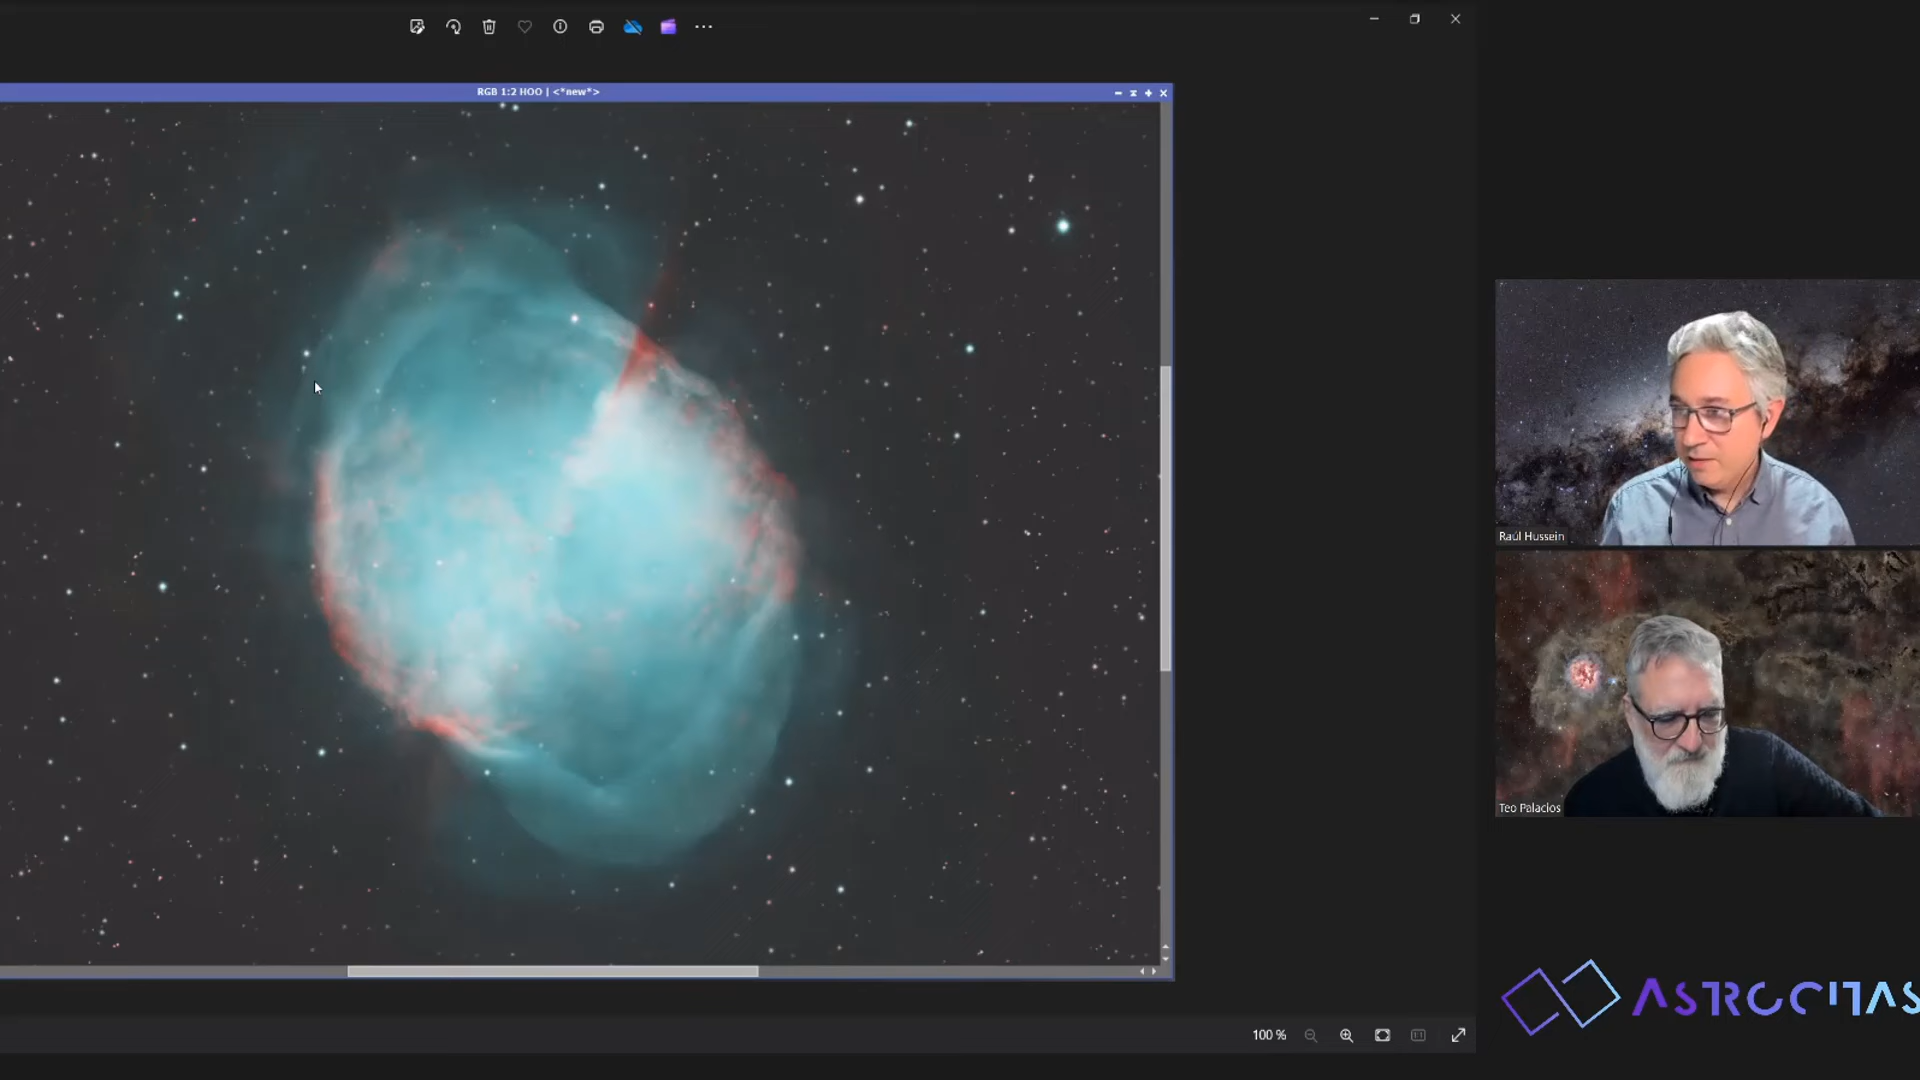 RGB 1:2 HOO | <*new*>
Raúl Hussein
Teo Palacios
ASTROCITAS
100 %